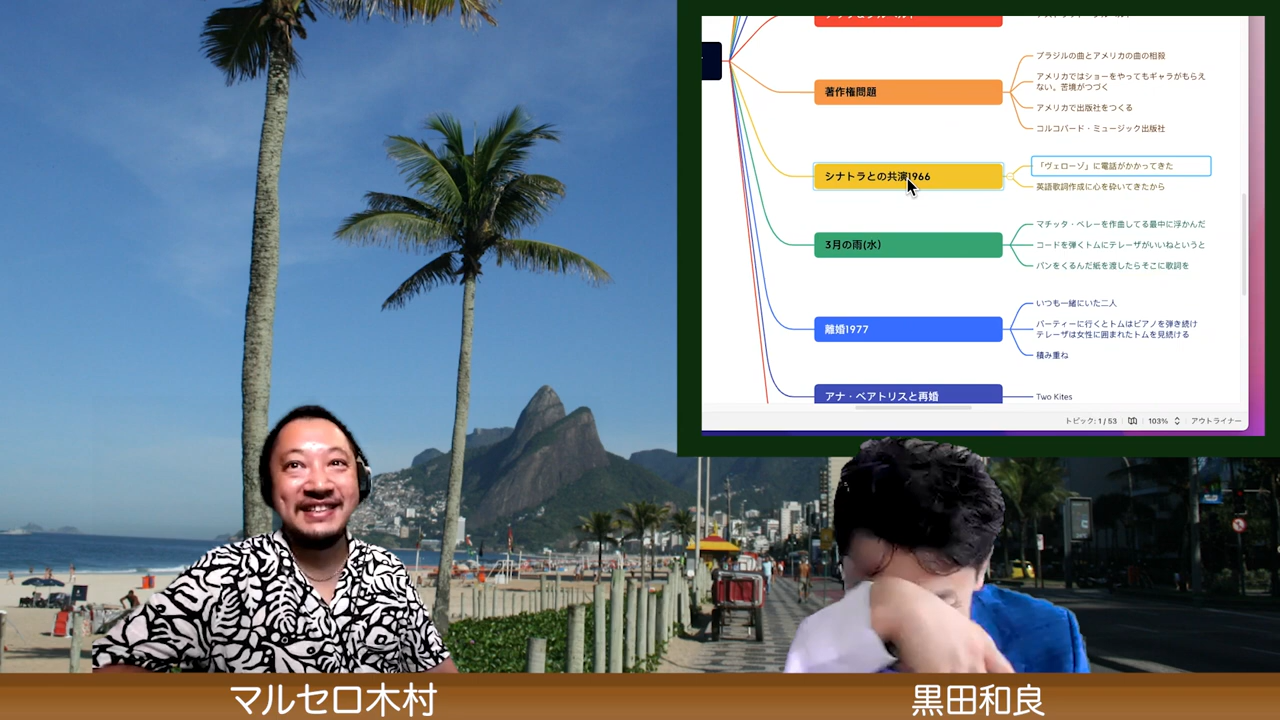 著作権問題
ブラジルの曲とアメリカの曲の相殺
アメリカではショーをやってもギャラがもらえ
ない。苦境がつづく
アメリカで出版社をつくる
コルコバード・ミュージック出版社
シナトラとの共演1966
「ヴェローゾ」に電話がかかってきた
英語歌詞作成に心を砕いてきたから
3月の雨(水)
マチッタ・ペレーを作曲してる最中に浮かんだ
コードを弾くトムにテレーザがいいねというと
パンをくるんだ紙を渡したらそこに歌詞を
離婚1977
いつも一緒にいた二人
パーティーに行くとトムはピアノを弾き続け
テレーザは女性に囲まれたトムを見続ける
積み重ね
アナ・ベアトリスと再婚
Two Kites
トピック: 1 / 53
103%
アウトライナー
マルセロ木村
黒田和良